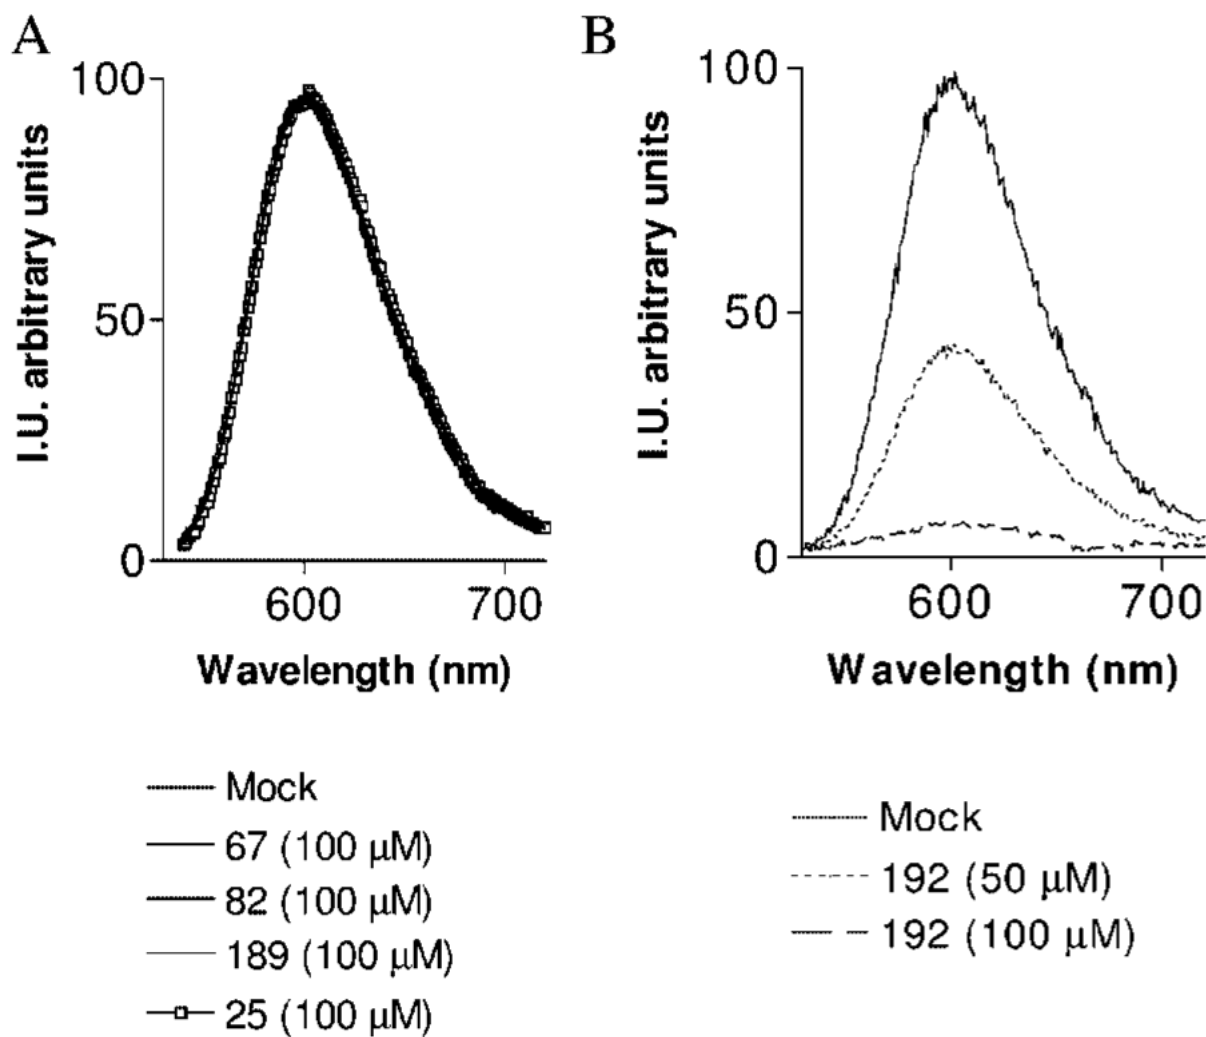 A
100
50
0
I.U. arbitrary units
600 700
Wavelength (nm)
Mock
67 (100 μM)
82 (100 μM)
189 (100 μM)
25 (100 μM)
B
100
50
0
I.U. arbitrary units
600 700
Wavelength (nm)
Mock
192 (50 μM)
192 (100 μM)